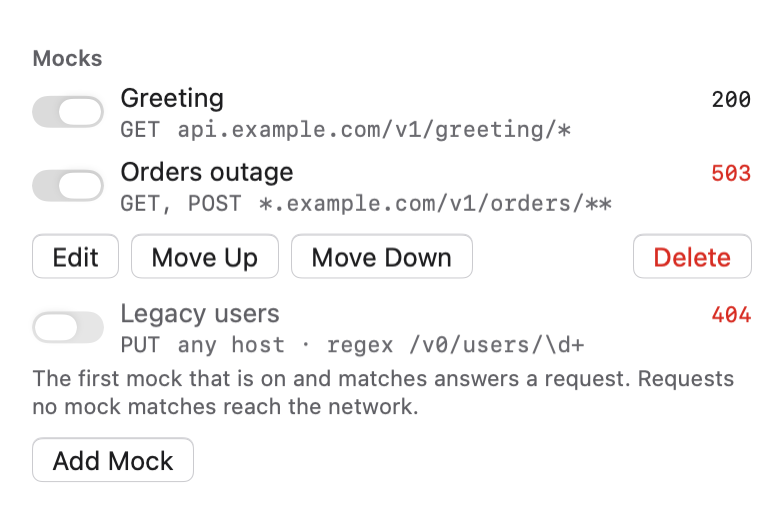 Mocks
Greeting 200
GET api.example.com/v1/greeting/*
Orders outage 503
GET, POST *.example.com/v1/orders/**
Edit Move Up Move Down Delete
Legacy users 404
PUT any host · regex /v0/users/\d+
The first mock that is on and matches answers a request. Requests
no mock matches reach the network.
Add Mock